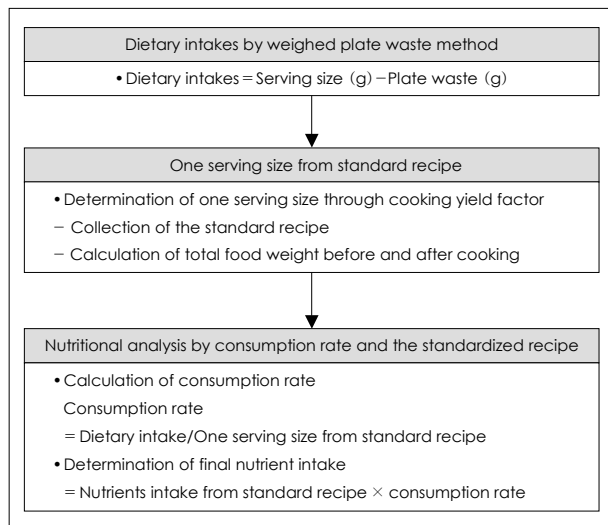 Dietary intakes by weighed plate waste method
• Dietary intakes = Serving size (g) − Plate waste (g)
One serving size from standard recipe
• Determination of one serving size through cooking yield factor
− Collection of the standard recipe
− Calculation of total food weight before and after cooking
Nutritional analysis by consumption rate and the standardized recipe
• Calculation of consumption rate
Consumption rate
= Dietary intake/One serving size from standard recipe
• Determination of final nutrient intake
= Nutrients intake from standard recipe × consumption rate